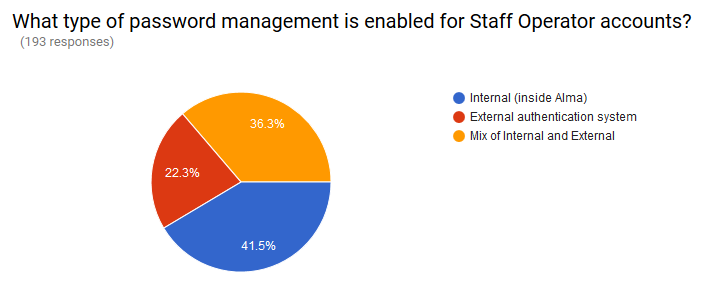 What type of password management is enabled for Staff Operator accounts?
(193 responses)
36.3%
22.3%
41.5%
Internal (inside Alma)
External authentication system
Mix of Internal and External